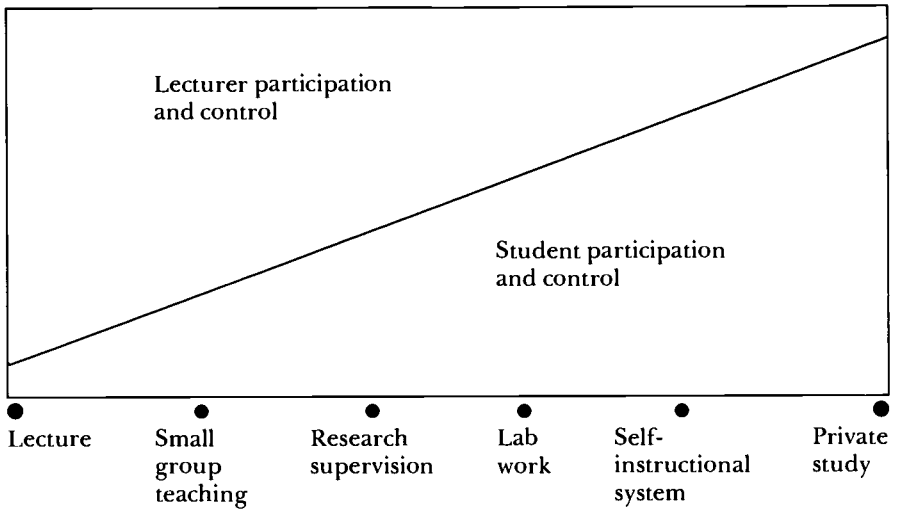 Lecturer participation
and control
Student participation
and control
Lecture
Small
group
teaching
Research
supervision
Lab
work
Self-
instructional
system
Private
study